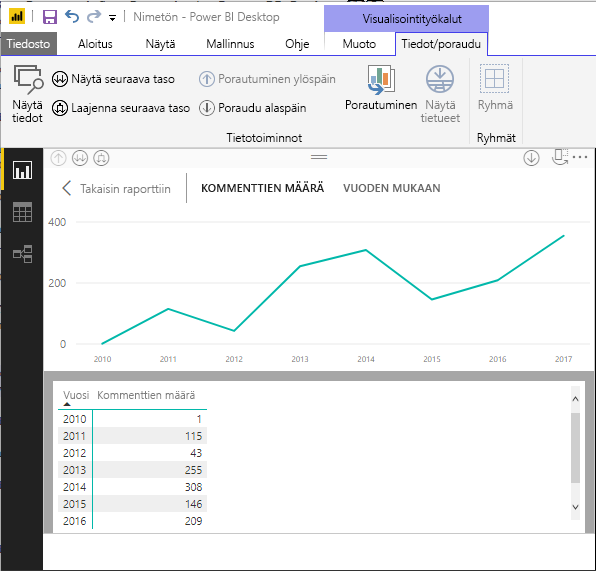 Nimetön - Power BI Desktop
Visualisointityökalut
Tiedosto Aloitus Näytä Mallinnus Ohje Muoto Tiedot/poraudu
Näytä tiedot
Näytä seuraava taso
Laajenna seuraava taso
Porautuminen ylöspäin
Poraudu alaspäin
Porautuminen
Näytä tietueet
Ryhmä
Tietotoiminnot
Ryhmät
Takaisin raporttiin
KOMMENTTIEN MÄÄRÄ
VUODEN MUKAAN
400
200
0
2010 2011 2012 2013 2014 2015 2016 2017
Vuosi Kommenttien määrä
2010 1
2011 115
2012 43
2013 255
2014 308
2015 146
2016 209